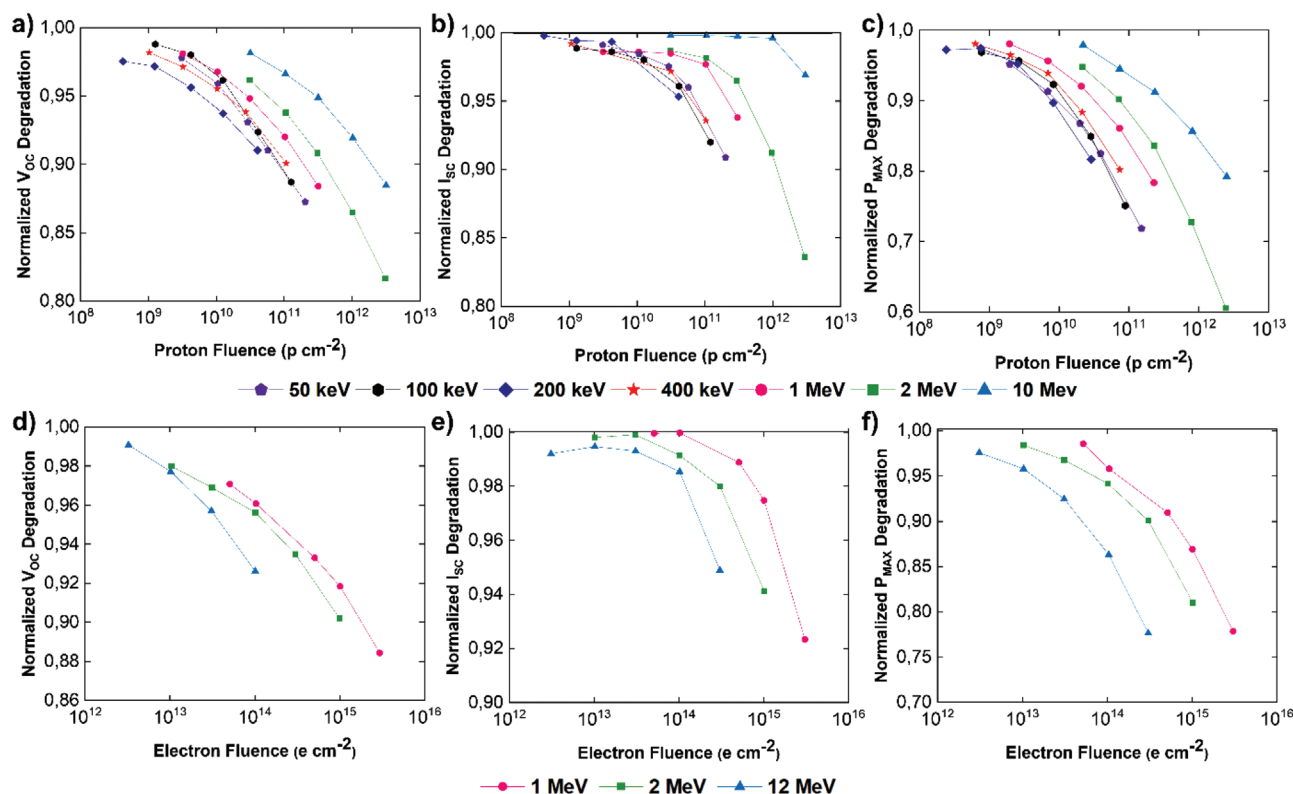 a)
Normalized V_OC Degradation
1,00
0,95
0,90
0,85
0,80
10^8 10^9 10^10 10^11 10^12 10^13
Proton Fluence (p cm^-2)
b)
Normalized I_SC Degradation
1,00
0,95
0,90
0,85
0,80
10^8 10^9 10^10 10^11 10^12 10^13
Proton Fluence (p cm^-2)
c)
Normalized P_MAX Degradation
1,0
0,9
0,8
0,7
0,6
10^8 10^9 10^10 10^11 10^12 10^13
Proton Fluence (p cm^-2)
50 keV 100 keV 200 keV 400 keV 1 MeV 2 MeV 10 Mev
d)
Normalized V_OC Degradation
1,00
0,98
0,96
0,94
0,92
0,90
0,88
0,86
10^12 10^13 10^14 10^15 10^16
Electron Fluence (e cm^-2)
e)
Normalized I_SC Degradation
1,00
0,98
0,96
0,94
0,92
0,90
10^12 10^13 10^14 10^15 10^16
Electron Fluence (e cm^-2)
f)
Normalized P_MAX Degradation
1,00
0,95
0,90
0,85
0,80
0,75
0,70
10^12 10^13 10^14 10^15 10^16
Electron Fluence (e cm^-2)
1 MeV 2 MeV 12 MeV